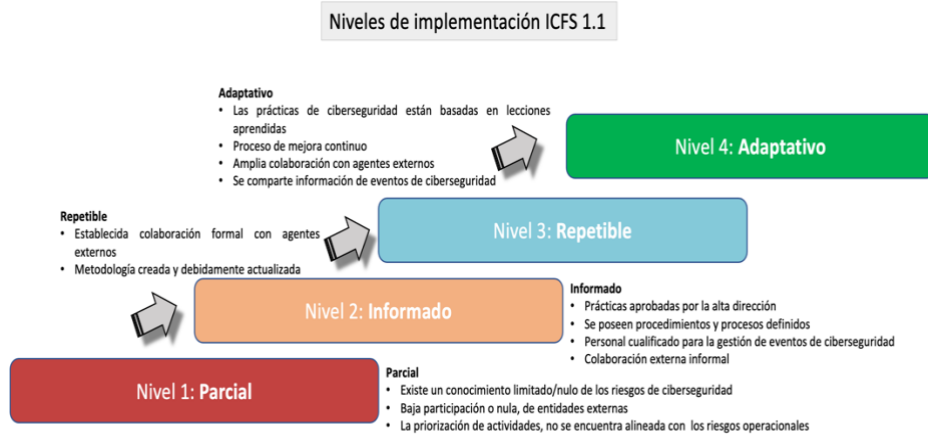 Niveles de implementación ICFS 1.1
Adaptativo
• Las prácticas de ciberseguridad están basadas en lecciones
aprendidas
• Proceso de mejora continuo
• Amplia colaboración con agentes externos
• Se comparte información de eventos de ciberseguridad
Nivel 4: Adaptativo
Repetible
• Establecida colaboración formal con agentes
externos
• Metodología creada y debidamente actualizada
Nivel 3: Repetible
Nivel 2: Informado
Informado
• Prácticas aprobadas por la alta dirección
• Se poseen procedimientos y procesos definidos
• Personal cualificado para la gestión de eventos de ciberseguridad
• Colaboración externa informal
Nivel 1: Parcial
Parcial
• Existe un conocimiento limitado/nulo de los riesgos de ciberseguridad
• Baja participación o nula, de entidades externas
• La priorización de actividades, no se encuentra alineada con los riesgos operacionales